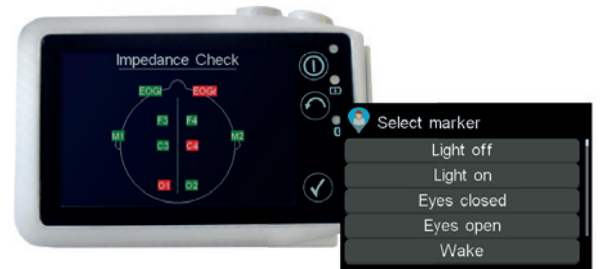 Impedance Check
EOGl EOGr
F3 F4
M1 M2
C3 C4
O1 O2
Select marker
Light off
Light on
Eyes closed
Eyes open
Wake